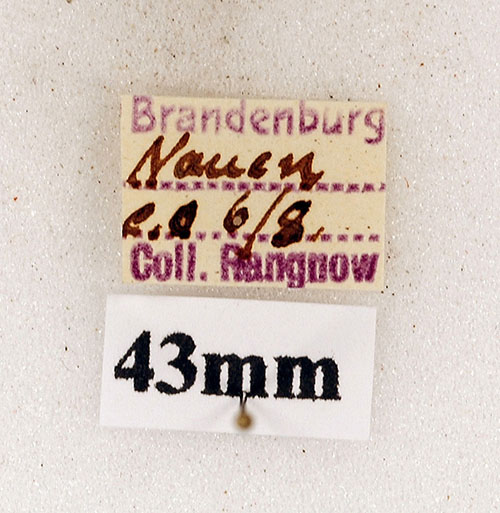 Brandenburg
Nauen
e.l 6/8.
Coll. Rangnow
43mm